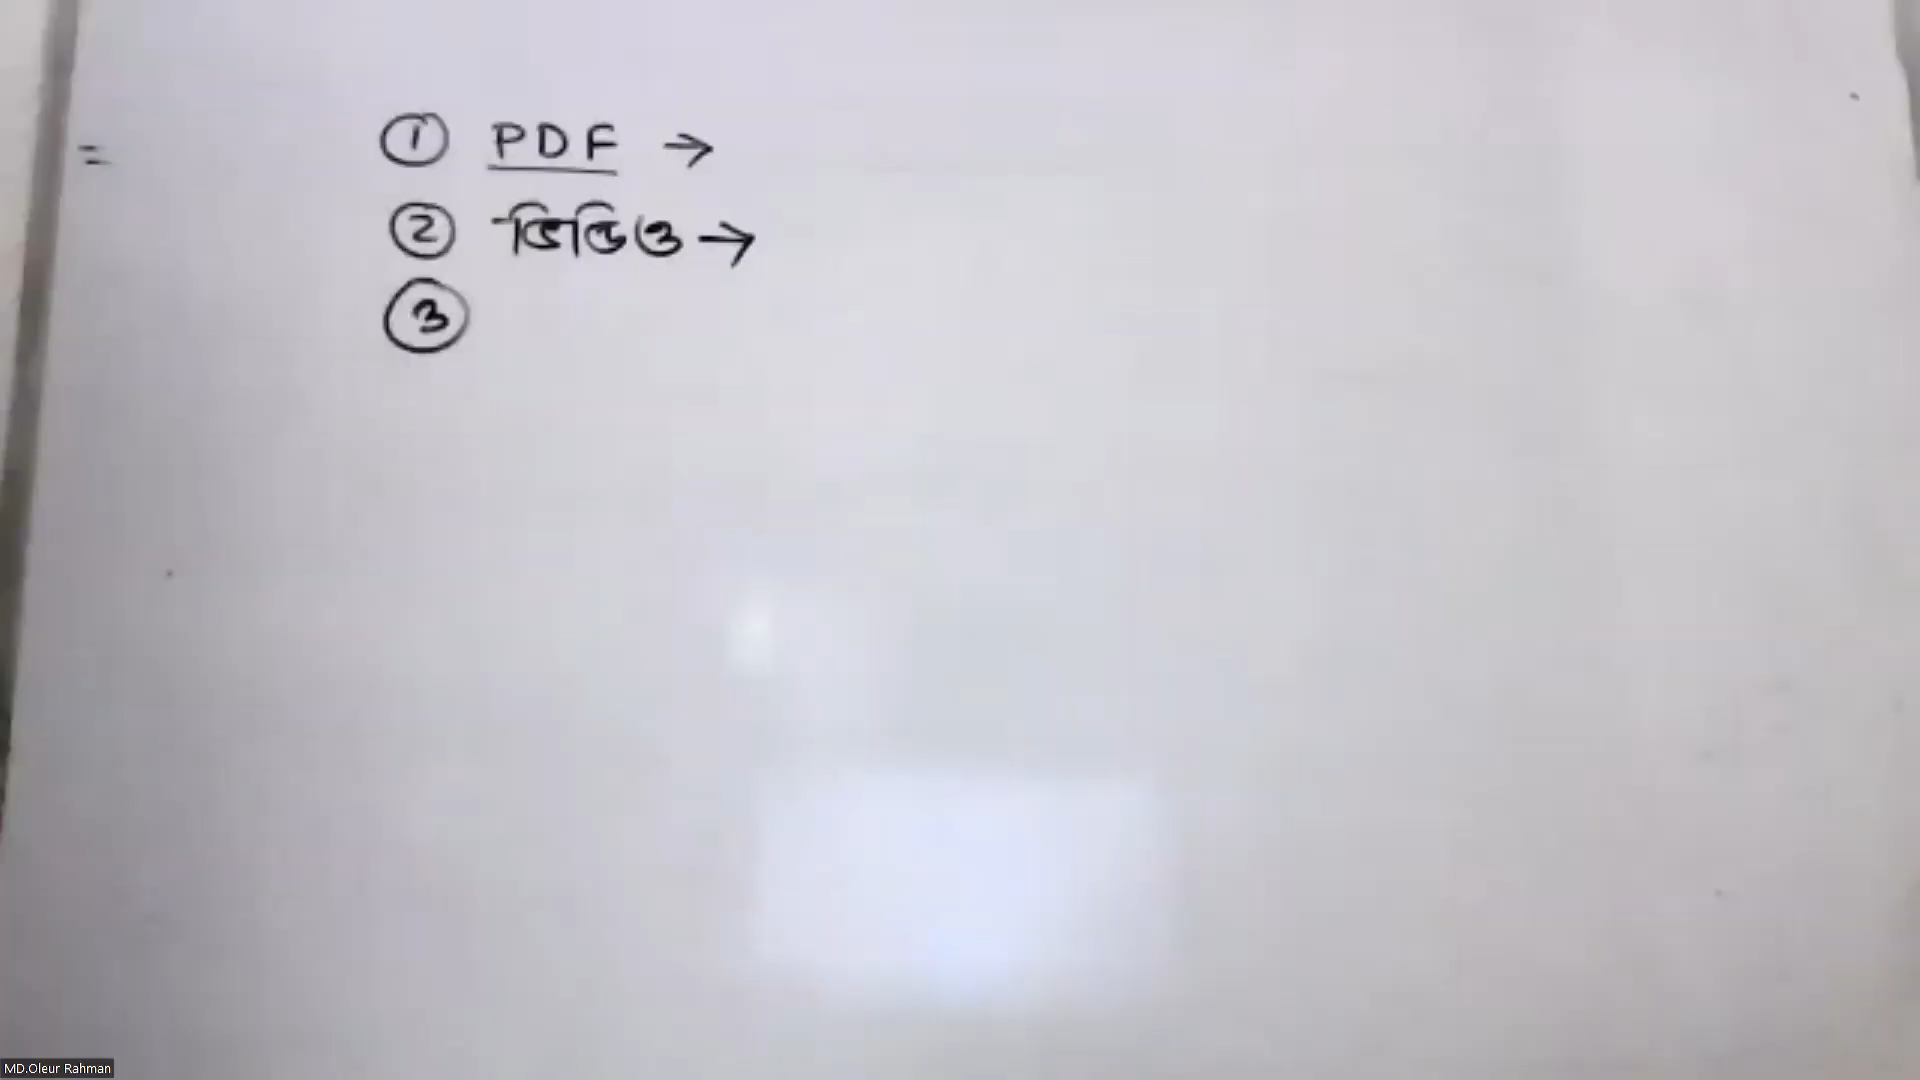 = ① PDF →
② ভিডিও →
③
MD.Oleur Rahman